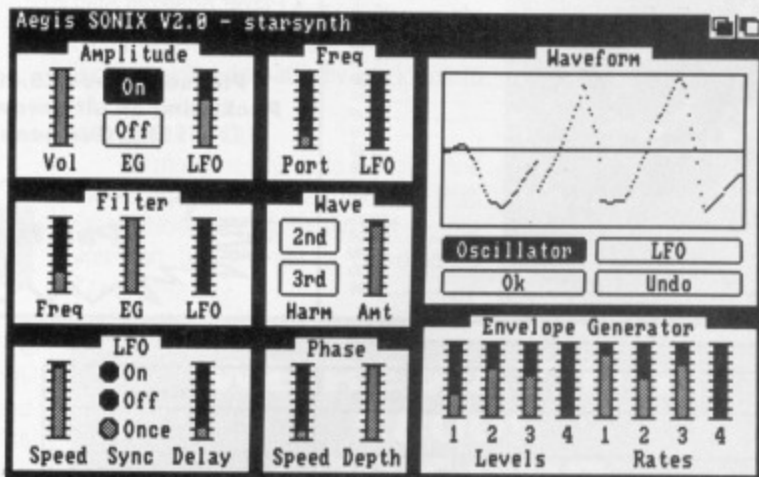 Aegis SONIX V2.0 - starsynth
Amplitude
On
Off
Vol EG LFO
Freq
Port LFO
Waveform
Oscillator LFO
Ok Undo
Filter
Freq EG LFO
Wave
2nd
3rd
Harm Amt
LFO
On
Off
Once
Speed Sync Delay
Phase
Speed Depth
Envelope Generator
1 2 3 4 1 2 3 4
Levels Rates